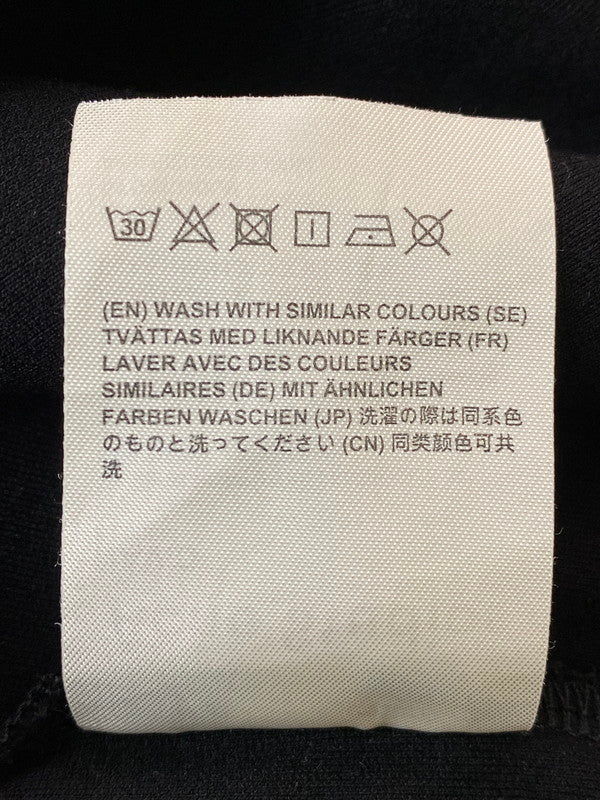 30
(EN) WASH WITH SIMILAR COLOURS (SE)
TVÄTTAS MED LIKNANDE FÄRGER (FR)
LAVER AVEC DES COULEURS
SIMILAIRES (DE) MIT ÄHNLICHEN
FARBEN WASCHEN (JP) 洗濯の際は同系色
のものと洗ってください (CN) 同类颜色可共
洗